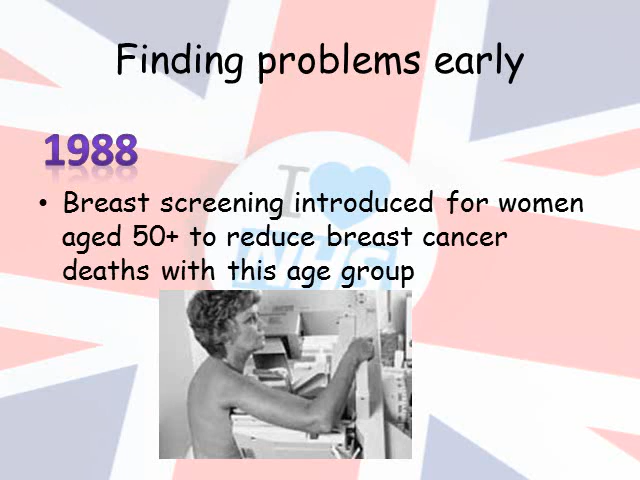 Finding problems early
1988
• Breast screening introduced for women
aged 50+ to reduce breast cancer
deaths with this age group
I
NHS